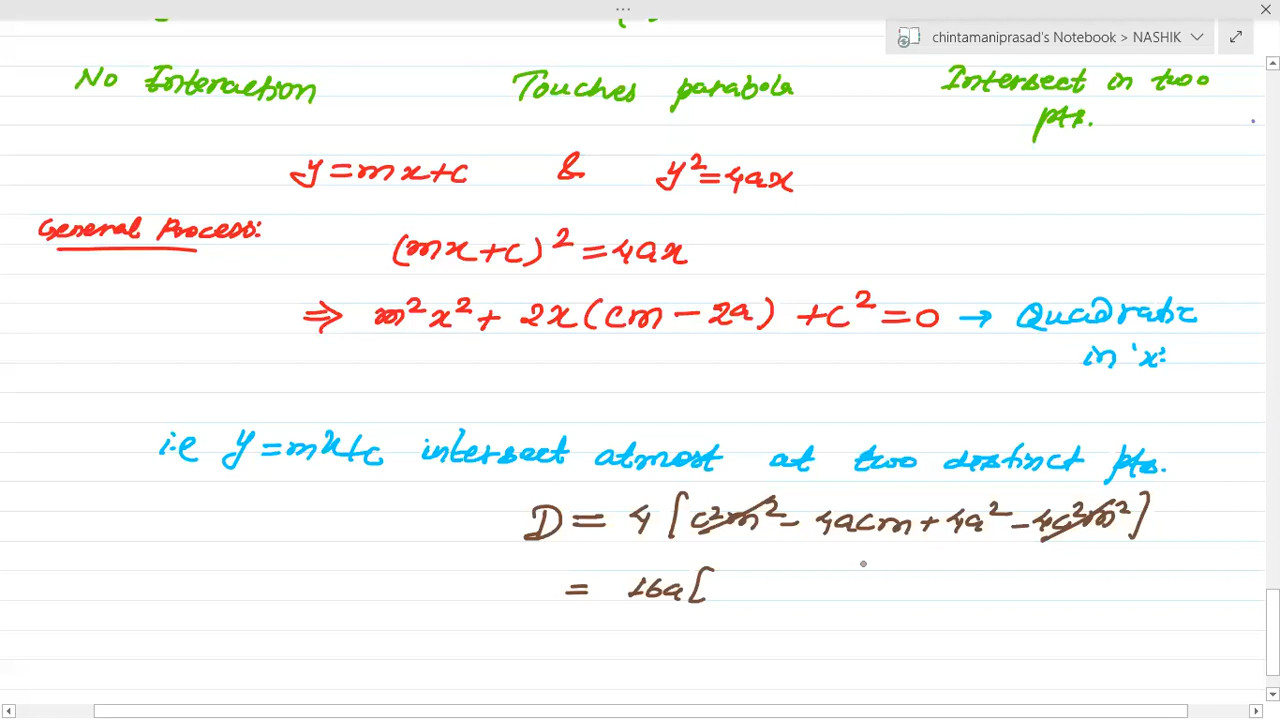 chintamaniprasad's Notebook > NASHIK
No Interaction Touches parabola Intersect in two pts.
y = mx+c & y² = 4ax
General Process:
(mx+c)² = 4ax
⇒ m²x² + 2x(cm - 2a) + c² = 0 → Quadratic in 'x'.
i.e y = mx+c intersect atmost at two distinct pts.
D = 4 [c²m² - 4acm + 4a² - 4c²m²]
= 16a[